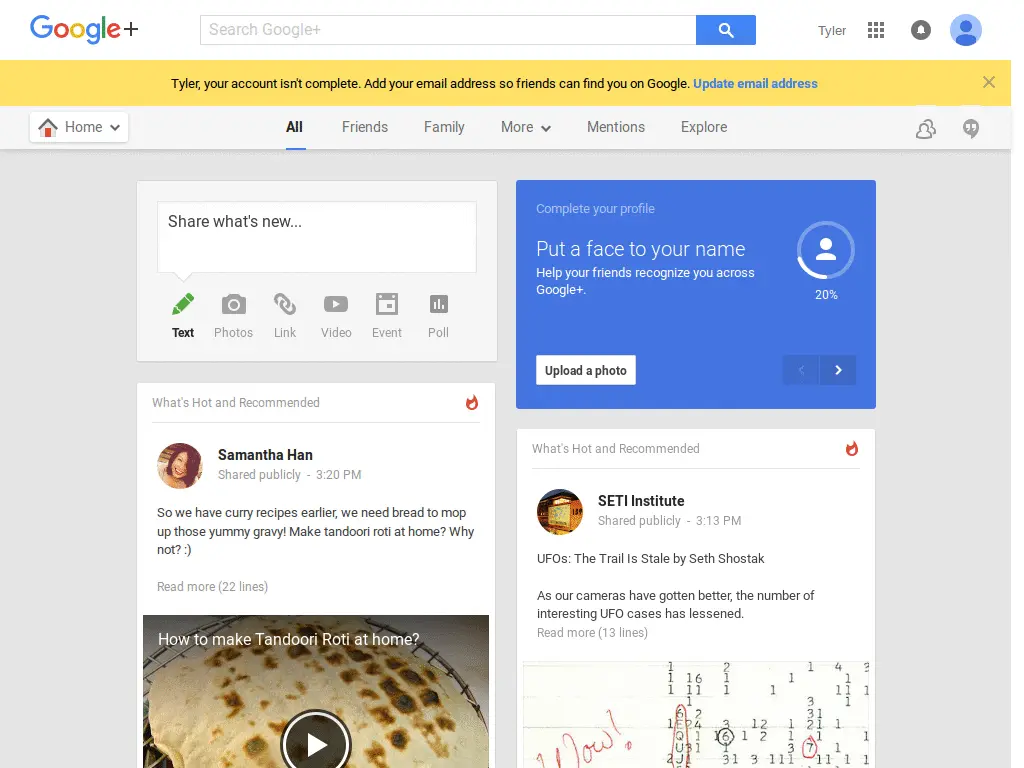 Google+
Search Google+
Tyler
Tyler, your account isn't complete. Add your email address so friends can find you on Google. Update email address
Home
All
Friends
Family
More
Mentions
Explore
Share what's new...
Text
Photos
Link
Video
Event
Poll
Complete your profile
Put a face to your name
Help your friends recognize you across
Google+.
20%
Upload a photo
What's Hot and Recommended
Samantha Han
Shared publicly - 3:20 PM
So we have curry recipes earlier, we need bread to mop
up those yummy gravy! Make tandoori roti at home? Why
not? :)
Read more (22 lines)
How to make Tandoori Roti at home?
What's Hot and Recommended
SETI Institute
Shared publicly - 3:13 PM
UFOs: The Trail Is Stale by Seth Shostak
As our cameras have gotten better, the number of
interesting UFO cases has lessened.
Read more (13 lines)
Wow!